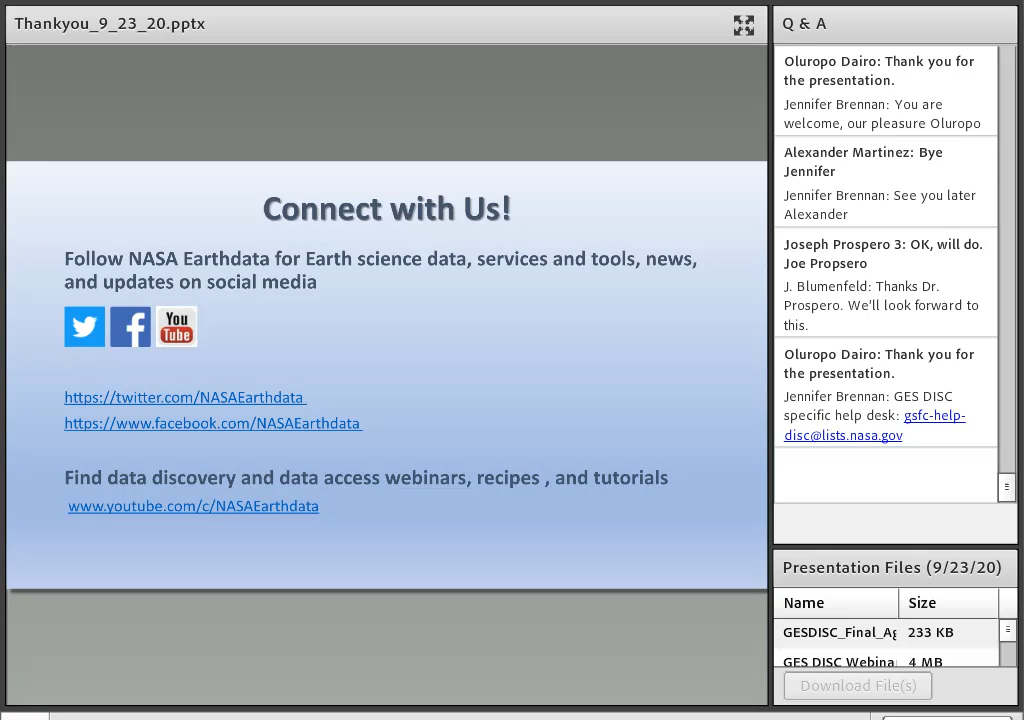 Thankyou_9_23_20.pptx
Connect with Us!
Follow NASA Earthdata for Earth science data, services and tools, news,
and updates on social media
You
Tube
https://twitter.com/NASAEarthdata
https://www.facebook.com/NASAEarthdata
Find data discovery and data access webinars, recipes , and tutorials
www.youtube.com/c/NASAEarthdata
Q & A
Oluropo Dairo: Thank you for
the presentation.
Jennifer Brennan: You are
welcome, our pleasure Oluropo
Alexander Martinez: Bye
Jennifer
Jennifer Brennan: See you later
Alexander
Joseph Prospero 3: OK, will do.
Joe Propsero
J. Blumenfeld: Thanks Dr.
Prospero. We'll look forward to
this.
Oluropo Dairo: Thank you for
the presentation.
Jennifer Brennan: GES DISC
specific help desk: gsfc-help-
disc@lists.nasa.gov
Presentation Files (9/23/20)
Name Size
GESDISC_Final_Ag 233 KB
GES DISC Webina 4 MB
Download File(s)